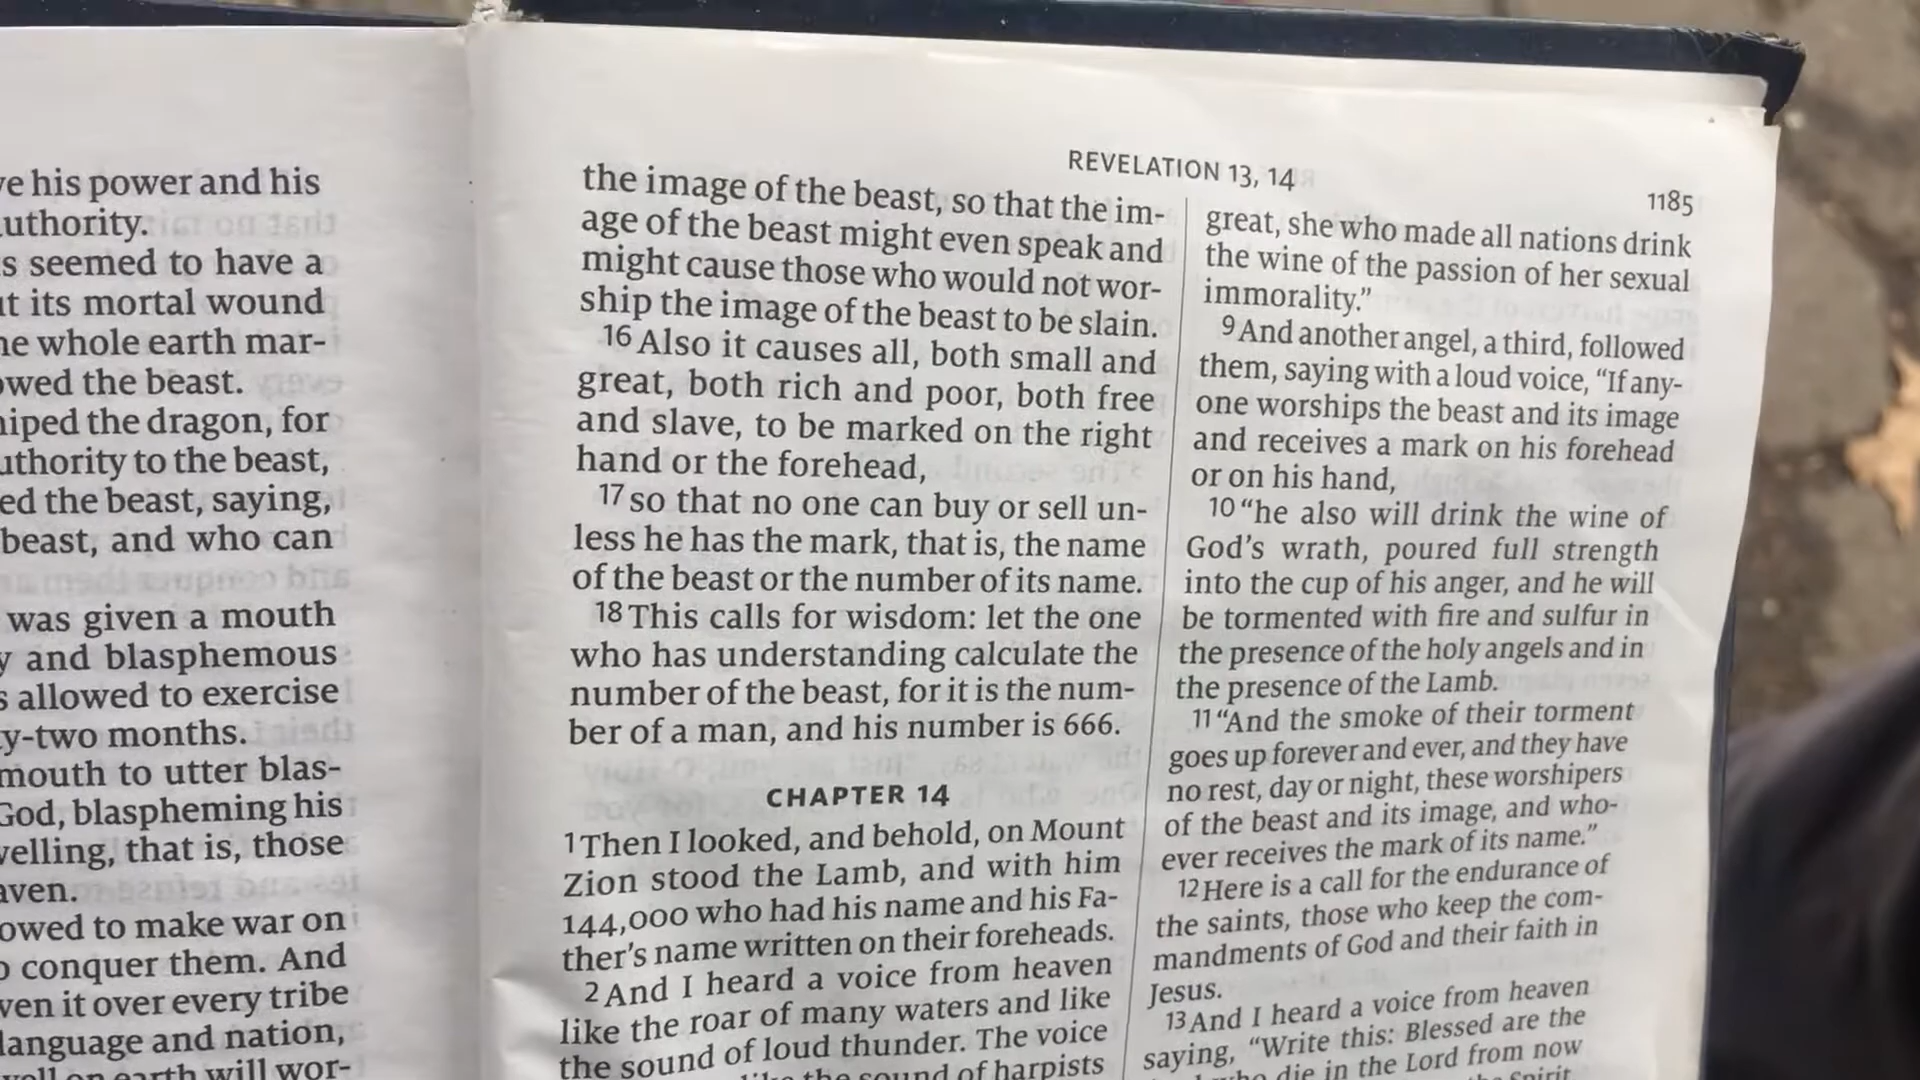 ve his power and his
uthority.
s seemed to have a
ut its mortal wound
he whole earth mar-
owed the beast.
hiped the dragon, for
uthority to the beast,
ed the beast, saying,
beast, and who can
was given a mouth
y and blasphemous
s allowed to exercise
y-two months.
mouth to utter blas-
God, blaspheming his
velling, that is, those
aven.
owed to make war on
o conquer them. And
ven it over every tribe
language and nation,
earth will wor-
REVELATION 13, 14
1185
the image of the beast, so that the im-
age of the beast might even speak and
might cause those who would not wor-
ship the image of the beast to be slain.
16 Also it causes all, both small and
great, both rich and poor, both free
and slave, to be marked on the right
hand or the forehead,
17 so that no one can buy or sell un-
less he has the mark, that is, the name
of the beast or the number of its name.
18 This calls for wisdom: let the one
who has understanding calculate the
number of the beast, for it is the num-
ber of a man, and his number is 666.
CHAPTER 14
1 Then I looked, and behold, on Mount
Zion stood the Lamb, and with him
144,000 who had his name and his Fa-
ther's name written on their foreheads.
2 And I heard a voice from heaven
like the roar of many waters and like
the sound of loud thunder. The voice
like the sound of harpists
great, she who made all nations drink
the wine of the passion of her sexual
immorality."
9 And another angel, a third, followed
them, saying with a loud voice, "If any-
one worships the beast and its image
and receives a mark on his forehead
or on his hand,
10 "he also will drink the wine of
God's wrath, poured full strength
into the cup of his anger, and he will
be tormented with fire and sulfur in
the presence of the holy angels and in
the presence of the Lamb.
11 "And the smoke of their torment
goes up forever and ever, and they have
no rest, day or night, these worshipers
of the beast and its image, and who-
ever receives the mark of its name."
12 Here is a call for the endurance of
the saints, those who keep the com-
mandments of God and their faith in
Jesus.
13 And I heard a voice from heaven
saying, "Write this: Blessed are the
who die in the Lord from now
Spirit